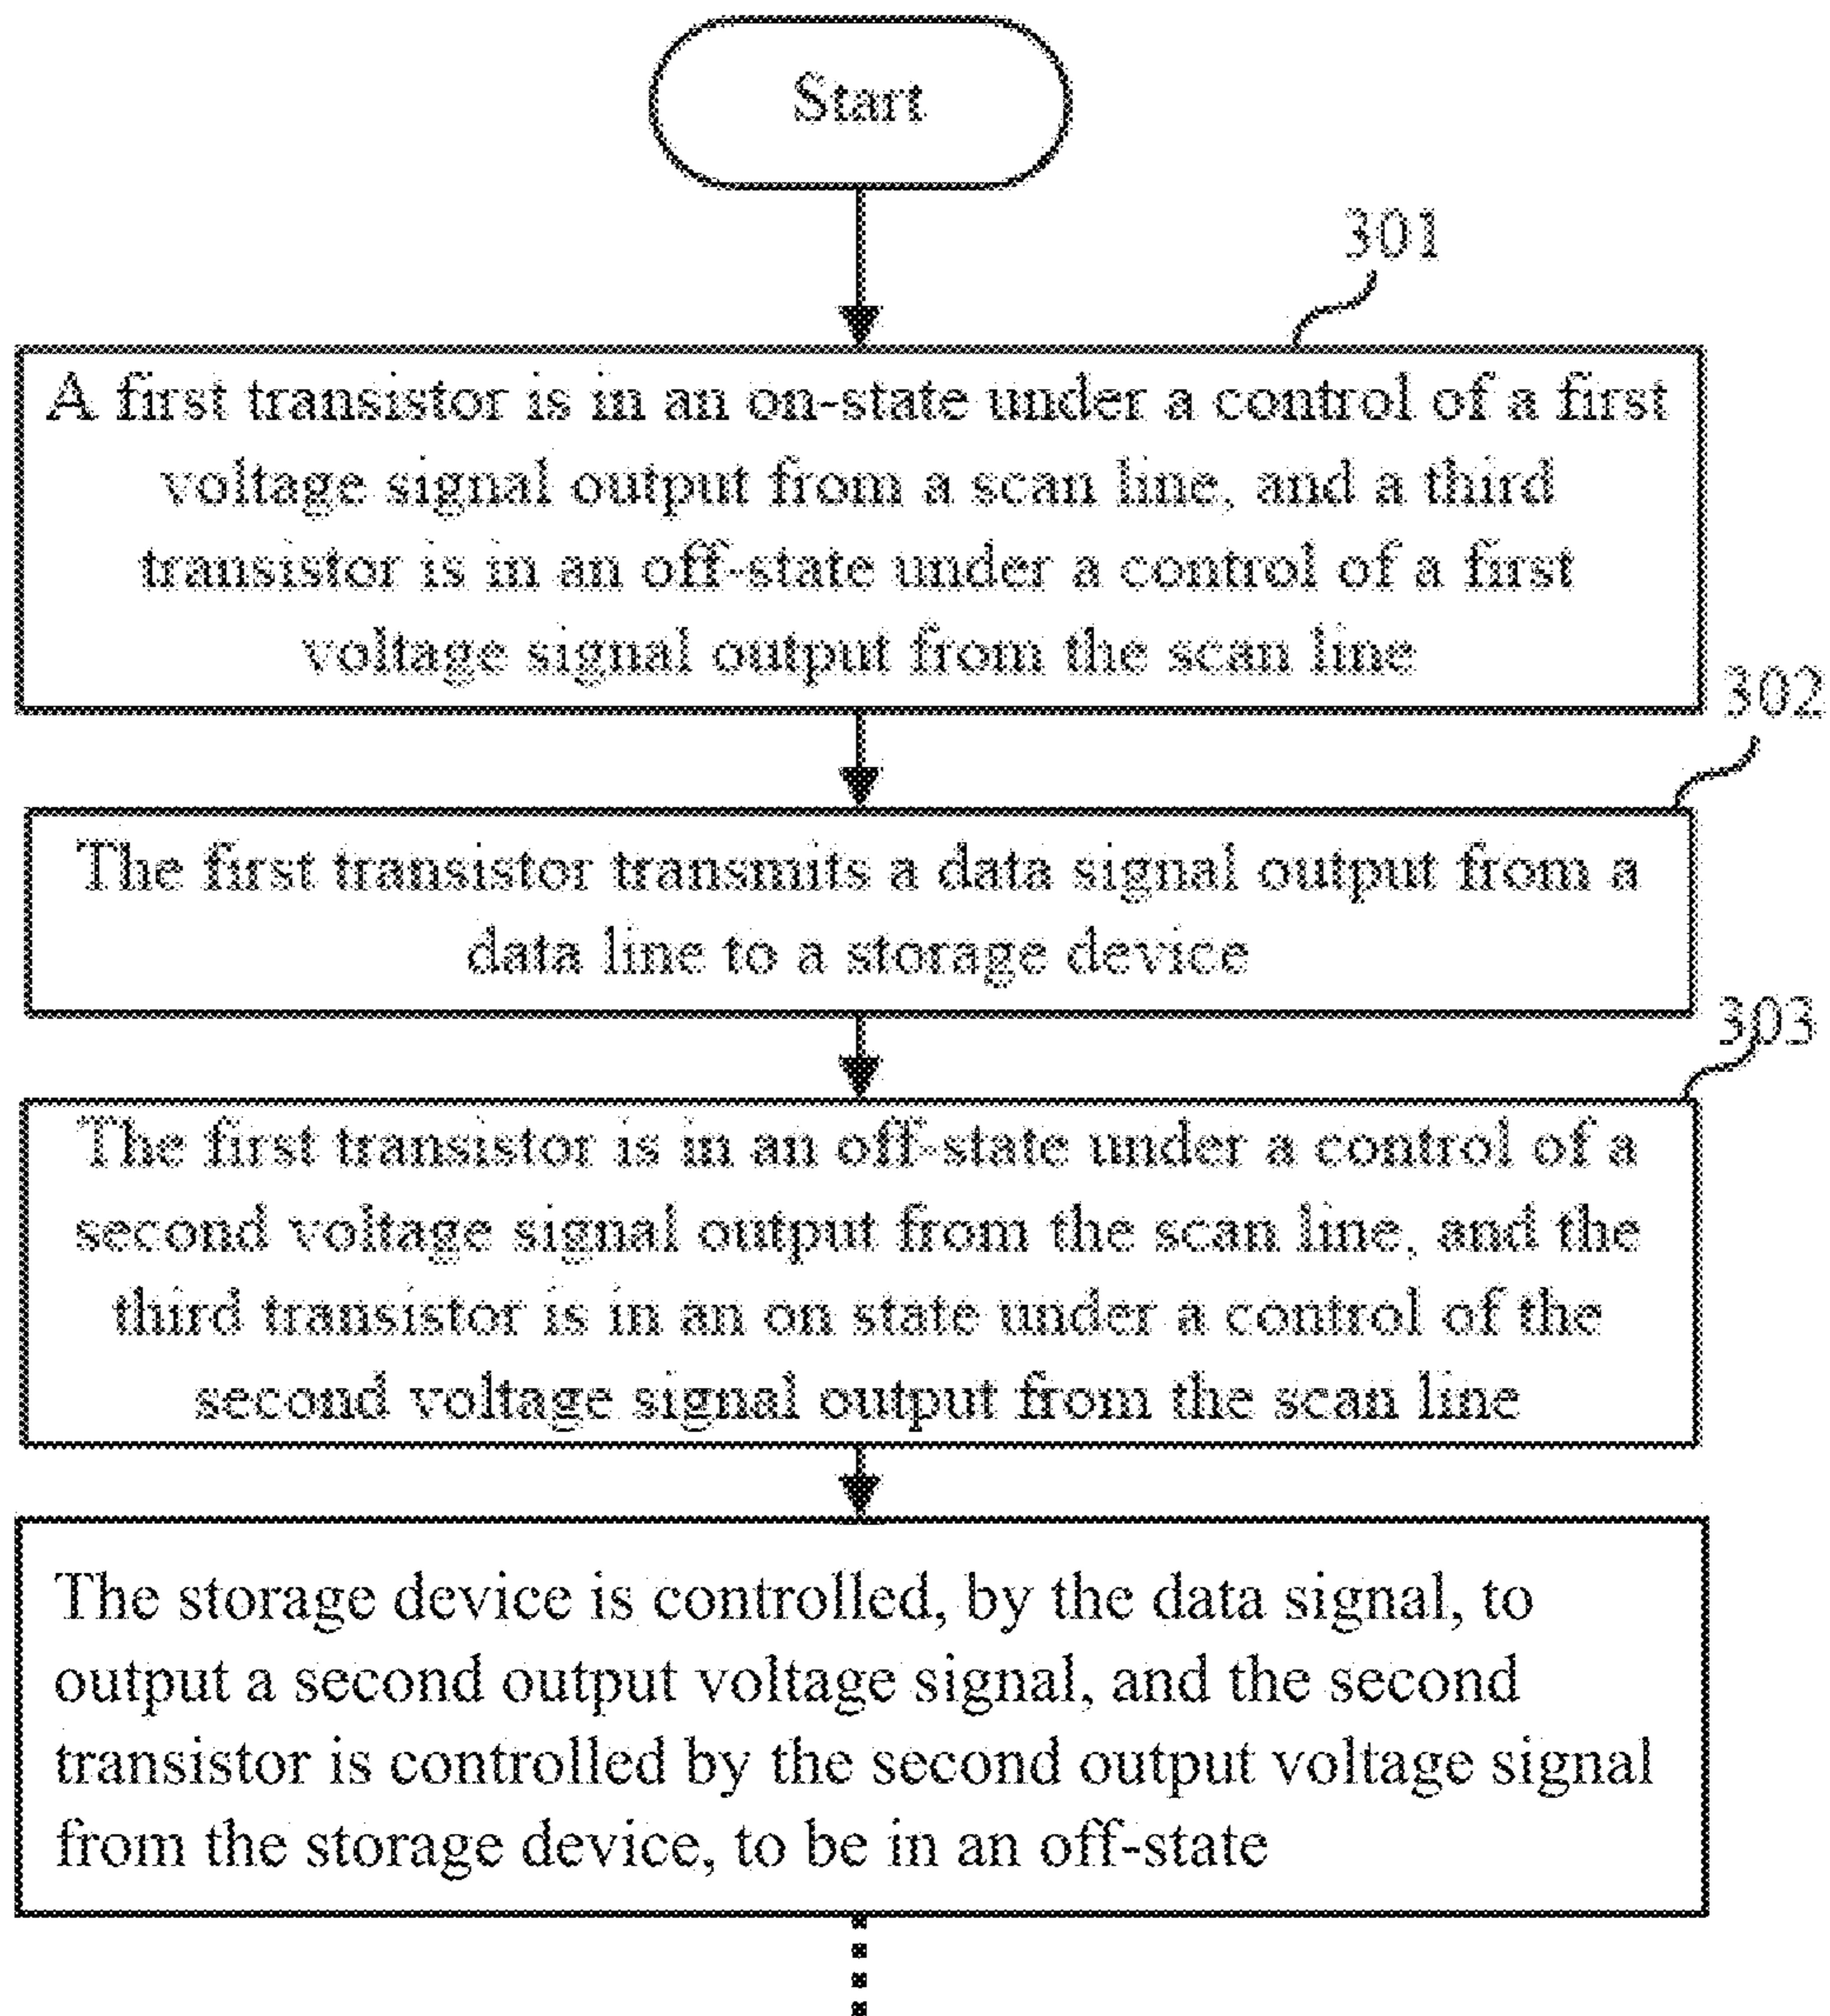 Start
301
A first transistor is in an on-state under a control of a first
voltage signal output from a scan line, and a third
transistor is in an off-state under a control of a first
voltage signal output from the scan line
302
The first transistor transmits a data signal output from a
data line to a storage device
303
The first transistor is in an off-state under a control of a
second voltage signal output from the scan line, and the
third transistor is in an on state under a control of the
second voltage signal output from the scan line
The storage device is controlled, by the data signal, to
output a second output voltage signal, and the second
transistor is controlled by the second output voltage signal
from the storage device, to be in an off-state